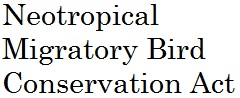 Neotropical
Migratory Bird
Conservation Act